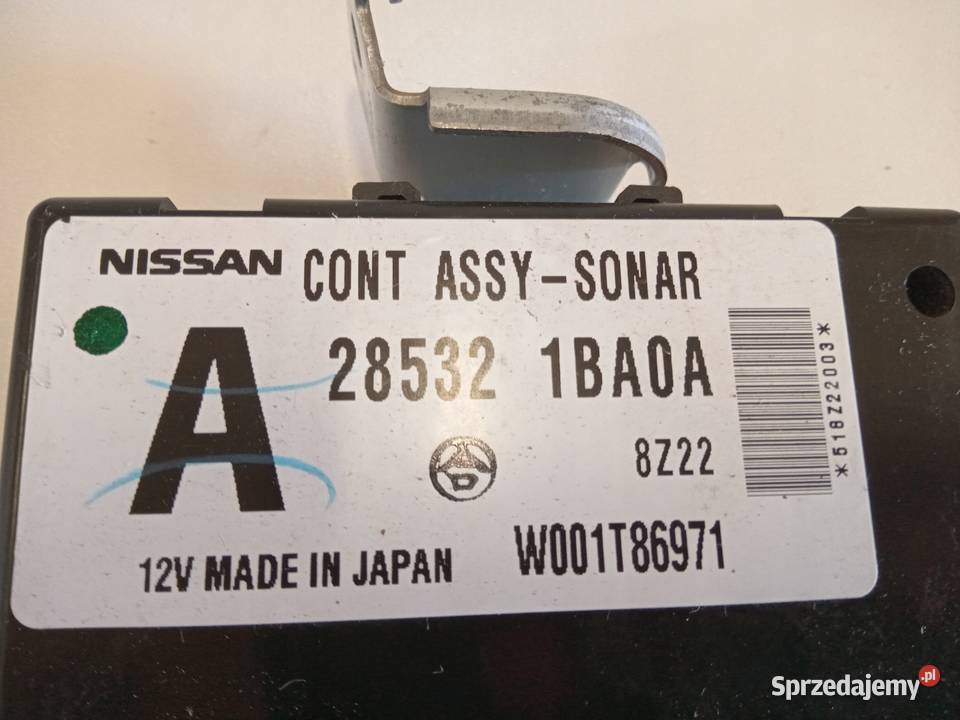 NISSAN CONT ASSY-SONAR
A 28532 1BA0A
8Z22
12V MADE IN JAPAN W001T86971
*518Z22003*
Sprzedajemy.pl